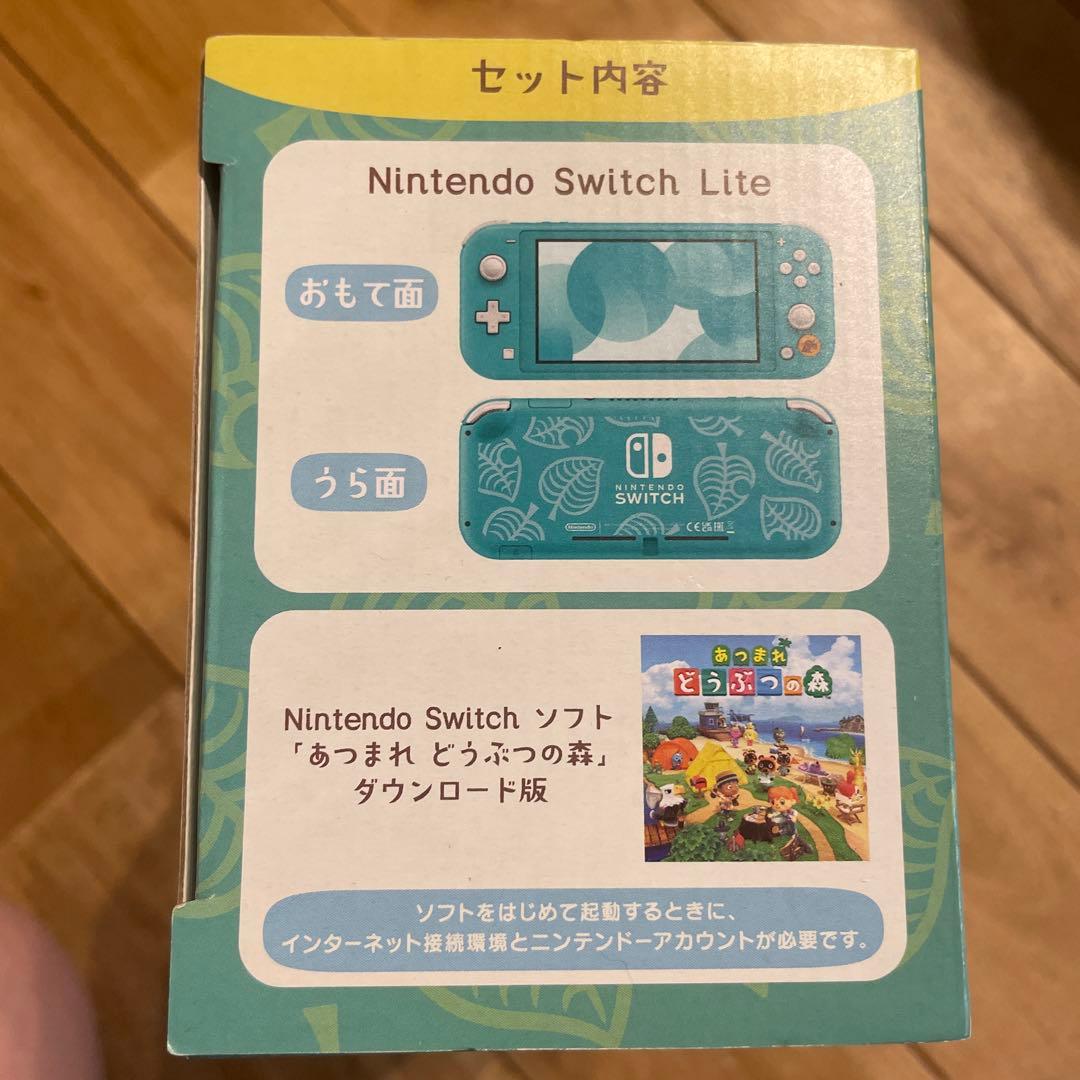 セット内容
Nintendo Switch Lite
おもて面
うら面
NINTENDO
SWITCH
Nintendo
CE
あつまれ
どうぶつの森
Nintendo Switch ソフト
「あつまれ どうぶつの森」
ダウンロード版
ソフトをはじめて起動するときに、
インターネット接続環境とニンテンドーアカウントが必要です。